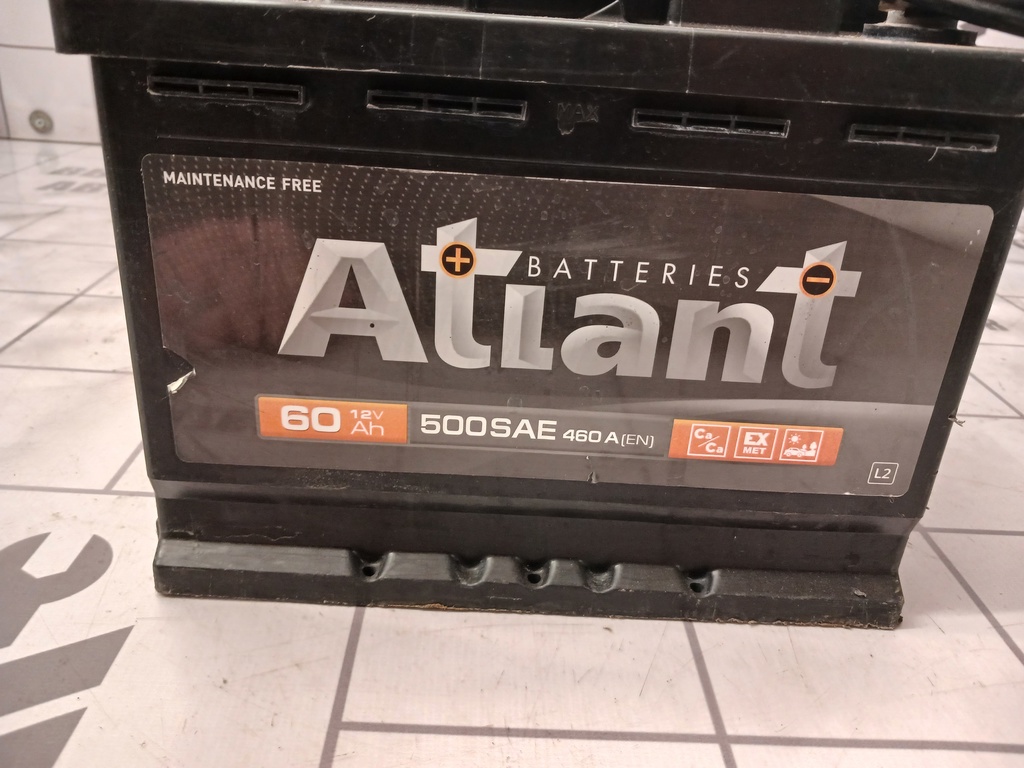 MAINTENANCE FREE
Atlant
BATTERIES
60 12V Ah
500SAE 460A(EN)
Ca/Ca
EX MET
L2